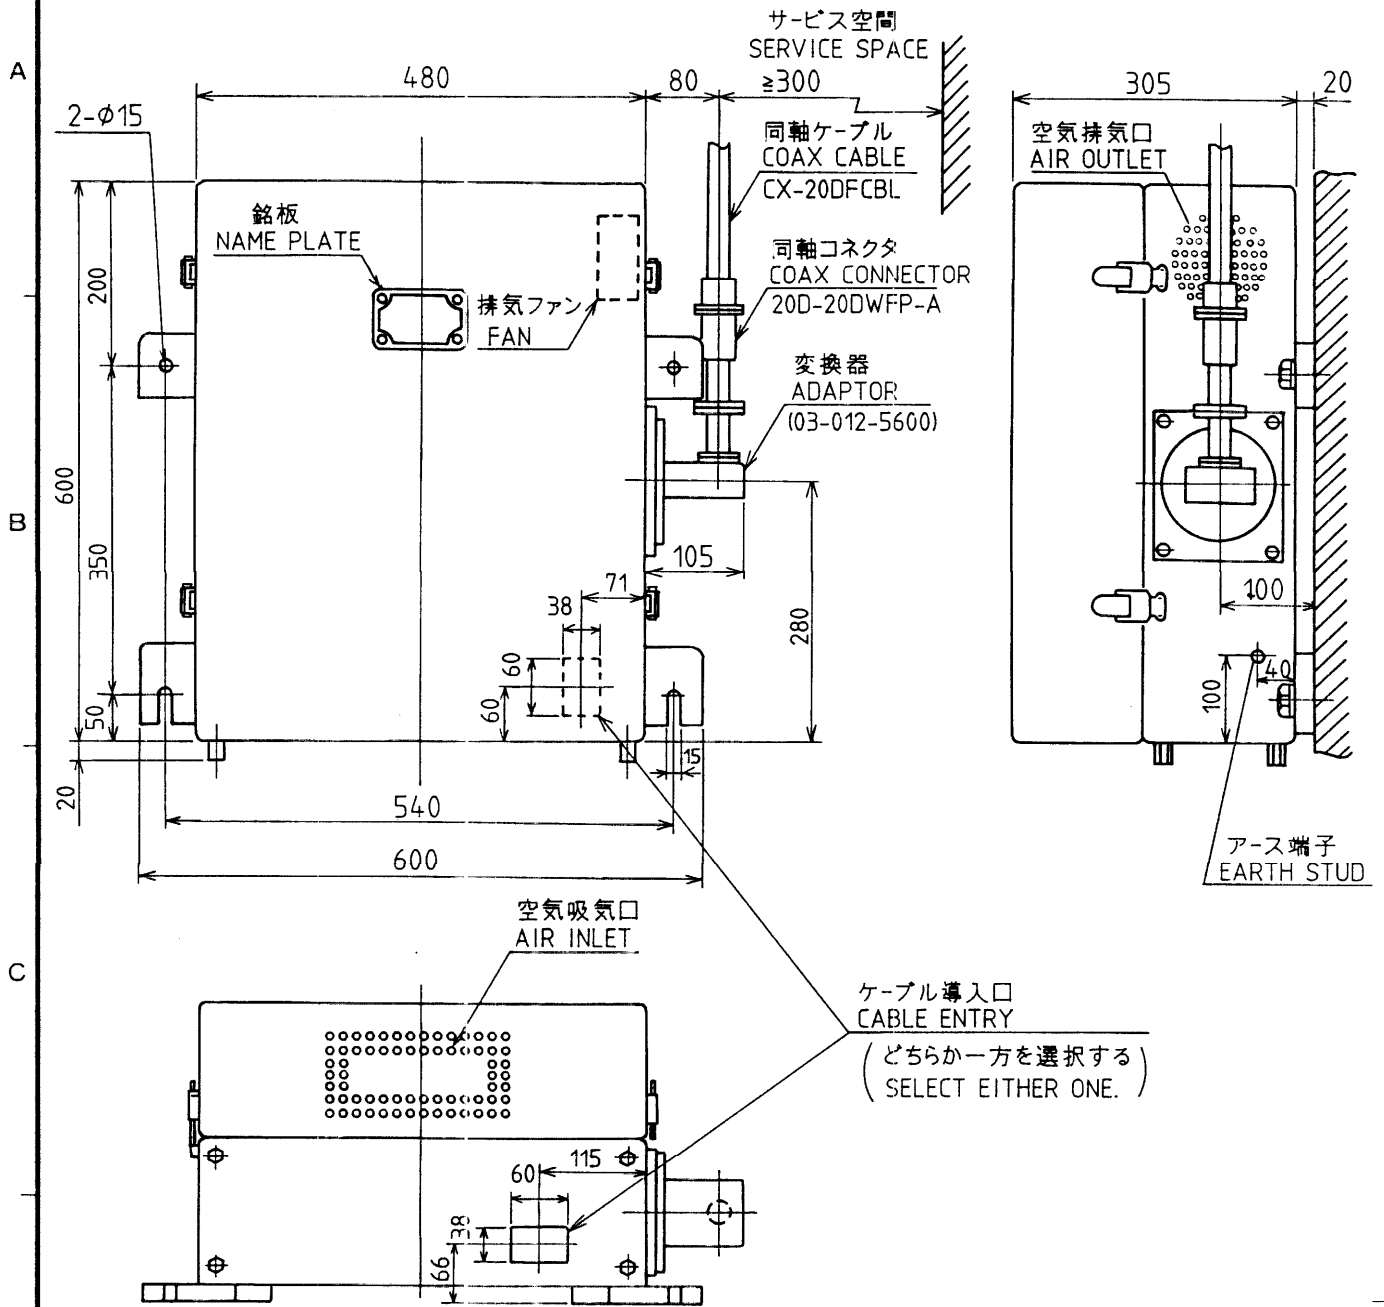 サービス空間
SERVICE SPACE
A
480
80
≥300
305
20
2-φ15
同軸ケーブル
COAX CABLE
CX-20DFCBL
空気排気口
AIR OUTLET
銘板
NAME PLATE
同軸コネクタ
COAX CONNECTOR
20D-20DWFP-A
200
排気ファン
FAN
変換器
ADAPTOR
(03-012-5600)
600
B
350
105
71
38
280
100
60
60
50
100
40
15
20
540
600
アース端子
EARTH STUD
空気吸気口
AIR INLET
C
ケーブル導入口
CABLE ENTRY
(どちらか一方を選択する
SELECT EITHER ONE.)
115
60
38
66